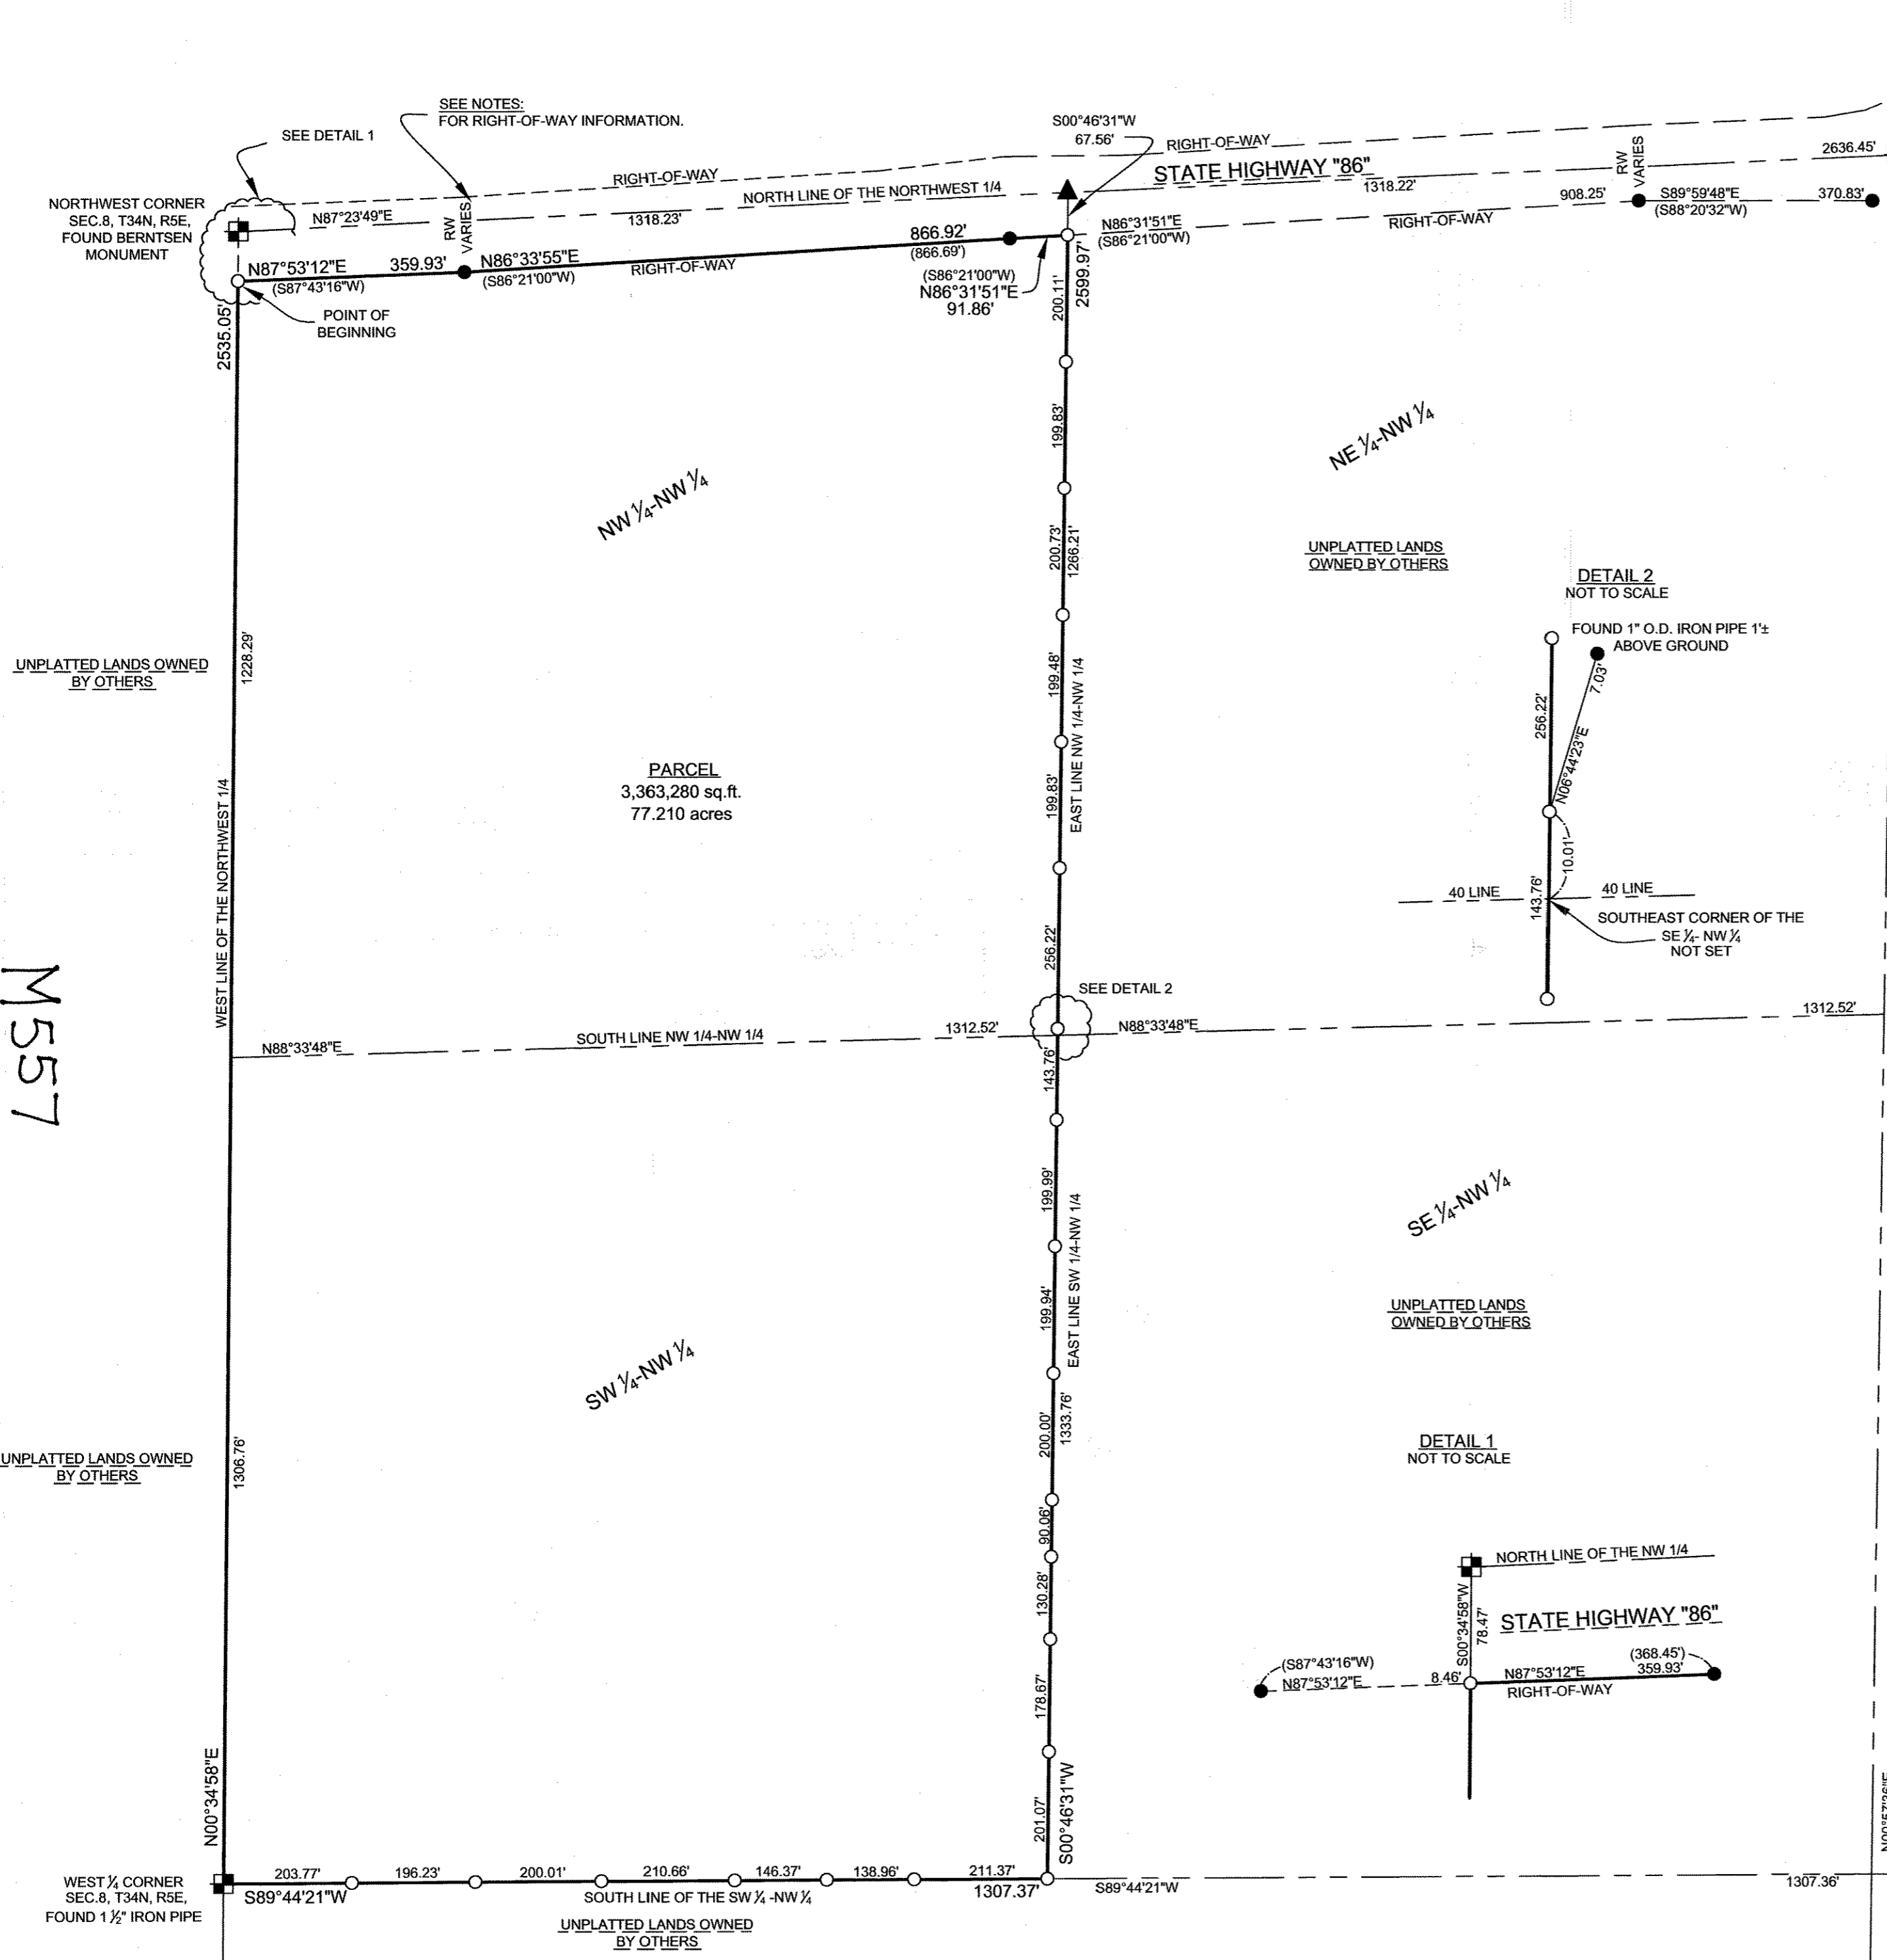 SEE NOTES:
FOR RIGHT-OF-WAY INFORMATION.
SEE DETAIL 1
S00°46'31"W
67.56'
RIGHT-OF-WAY
STATE HIGHWAY "86"
1318.22'
RW
VARIES
2636.45'
NORTHWEST CORNER
SEC.8, T34N, R5E,
FOUND BERNTSEN
MONUMENT
RIGHT-OF-WAY
N87°23'49"E
RW
VARIES
1318.23'
NORTH LINE OF THE NORTHWEST 1/4
908.25'
S89°59'48"E
(S88°20'32"W)
370.83'
N86°31'51"E
(S86°21'00"W)
RIGHT-OF-WAY
N87°53'12"E
(S87°43'16"W)
359.93'
N86°33'55"E
(S86°21'00"W)
RIGHT-OF-WAY
866.92'
(866.69')
(S86°21'00"W)
N86°31'51"E
91.86'
2599.97'
200.11'
POINT OF
BEGINNING
2535.05'
199.83'
NW 1/4-NW 1/4
NE 1/4-NW 1/4
200.73'
1266.21'
UNPLATTED LANDS
OWNED BY OTHERS
DETAIL 2
NOT TO SCALE
FOUND 1" O.D. IRON PIPE 1'±
ABOVE GROUND
7.03'
256.22'
N06°44'23"E
10.01'
143.76'
40 LINE
40 LINE
SOUTHEAST CORNER OF THE
SE 1/4- NW 1/4
NOT SET
UNPLATTED LANDS OWNED
BY OTHERS
1228.29'
199.48'
EAST LINE NW 1/4-NW 1/4
PARCEL
3,363,280 sq.ft.
77.210 acres
199.83'
WEST LINE OF THE NORTHWEST 1/4
256.22'
SEE DETAIL 2
M557
N88°33'48"E
SOUTH LINE NW 1/4-NW 1/4
1312.52'
N88°33'48"E
1312.52'
143.76'
199.99'
EAST LINE SW 1/4-NW 1/4
SE 1/4-NW 1/4
199.94'
UNPLATTED LANDS
OWNED BY OTHERS
SW 1/4-NW 1/4
200.00'
1333.76'
UNPLATTED LANDS OWNED
BY OTHERS
1306.76'
90.06'
130.28'
178.67'
201.07'
S00°46'31"W
DETAIL 1
NOT TO SCALE
NORTH LINE OF THE NW 1/4
S00°34'58"W
78.47'
STATE HIGHWAY "86"
(S87°43'16"W)
N87°53'12"E
8.46'
N87°53'12"E
(368.45')
359.93'
RIGHT-OF-WAY
N00°34'58"E
N00°57'36"E
WEST 1/4 CORNER
SEC.8, T34N, R5E,
FOUND 1 1/2" IRON PIPE
203.77'
196.23'
200.01'
210.66'
146.37'
138.96'
211.37'
S89°44'21"W
SOUTH LINE OF THE SW 1/4 -NW 1/4
1307.37'
S89°44'21"W
1307.36'
UNPLATTED LANDS OWNED
BY OTHERS